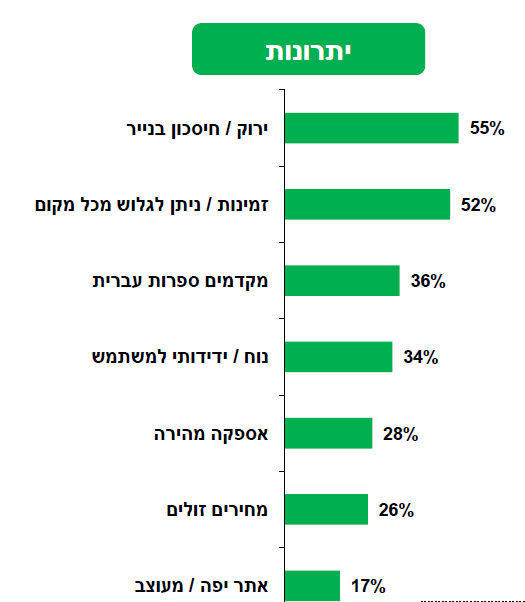 יתרונות
ירוק / חיסכון בנייר 55%
זמינות / ניתן לגלוש מכל מקום 52%
מקדמים ספרות עברית 36%
נוח / ידידותי למשתמש 34%
אספקה מהירה 28%
מחירים זולים 26%
אתר יפה / מעוצב 17%